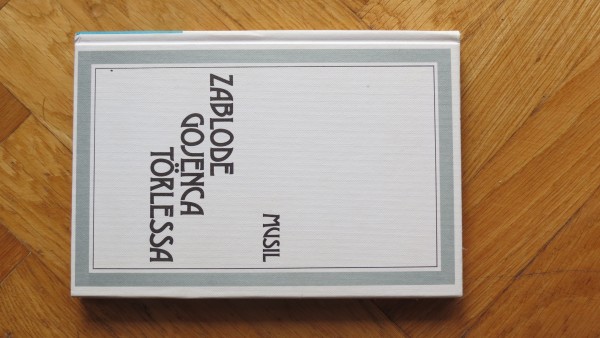 ZABLODE
GOJENCA
TÖRLESSA
MUSIL